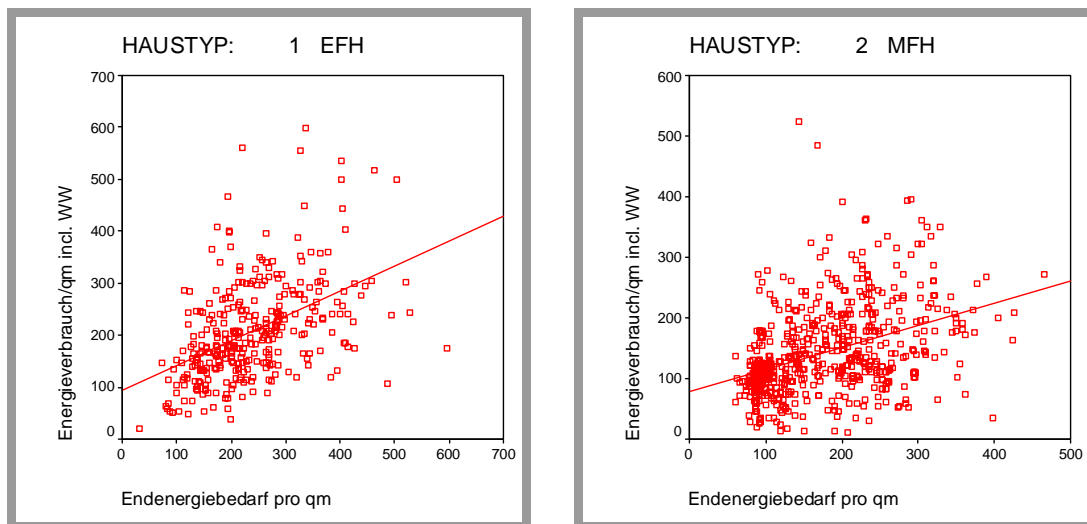 HAUSTYP: 1 EFH
Energieverbrauch/qm incl. WW
700
600
500
400
300
200
100
0
0 100 200 300 400 500 600 700
Endenergiebedarf pro qm
HAUSTYP: 2 MFH
Energieverbrauch/qm incl. WW
600
500
400
300
200
100
0
0 100 200 300 400 500
Endenergiebedarf pro qm